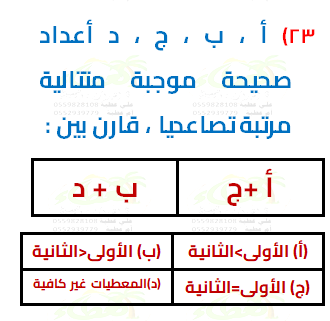 ٢٣) أ ، ب ، ج ، د أعداد
صحيحة موجبة متتالية
مرتبة تصاعديا ، قارن بين :
أ +ج ب + د
(أ) الأولى>الثانية (ب) الأولى<الثانية
(ج) الأولى=الثانية (د)المعطيات غير كافية